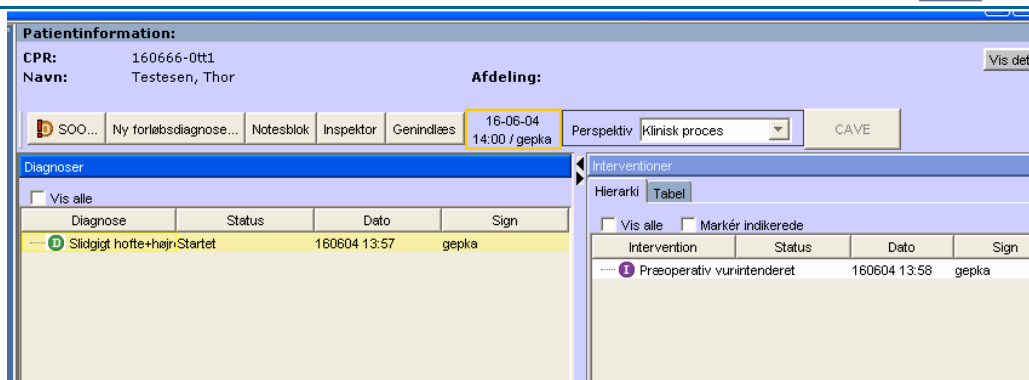 Patientinformation:
CPR: 160666-0tt1
Navn: Testesen, Thor Afdeling:
Vis det
SOO... Ny forløbsdiagnose... Notesblok Inspektor Genindlæs 16-06-04 14:00 / gepka Perspektiv Klinisk proces CAVE
Diagnoser
Vis alle
Diagnose Status Dato Sign
D Slidgigt hofte+højr Startet 160604 13:57 gepka
Interventioner
Hierarki Tabel
Vis alle Markér indikerede
Intervention Status Dato Sign
I Præoperativ vur intenderet 160604 13:58 gepka